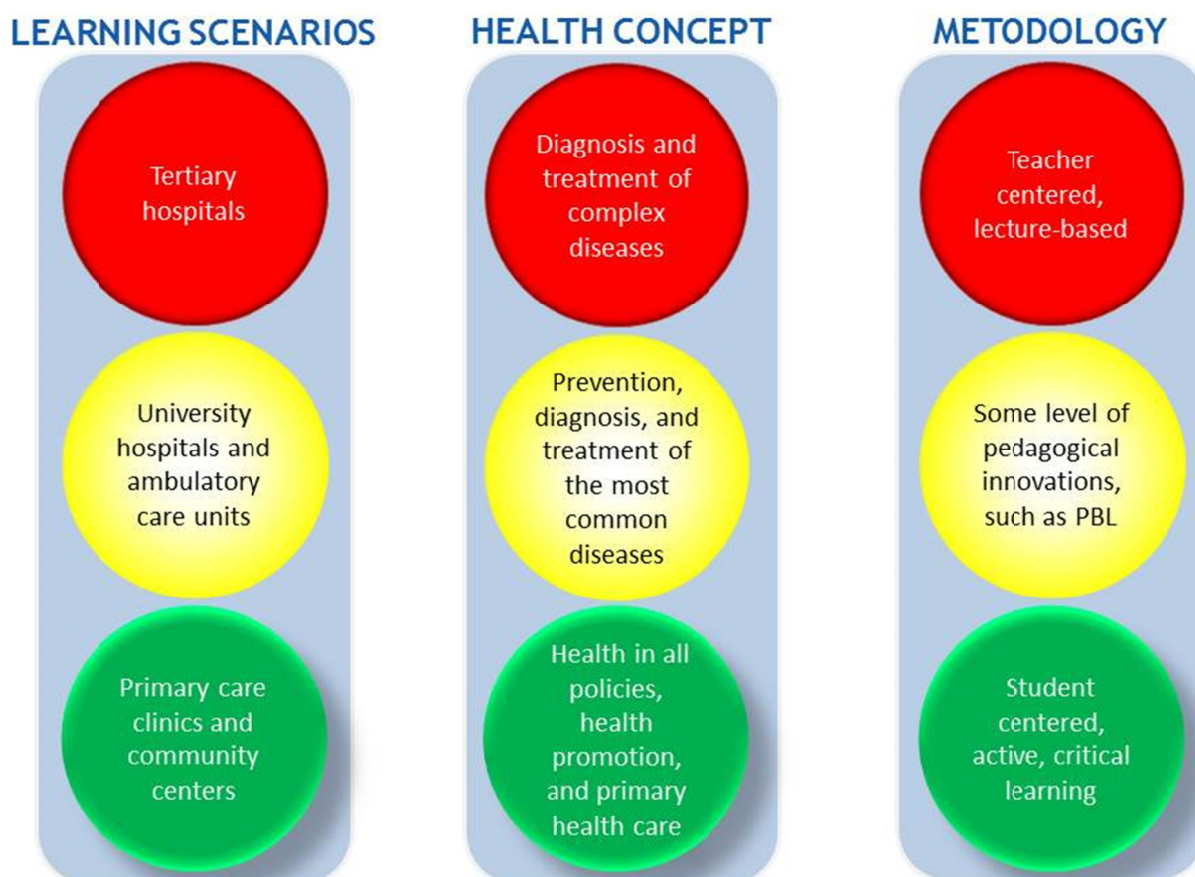 LEARNING SCENARIOS
Tertiary
hospitals
University
hospitals and
ambulatory
care units
Primary care
clinics and
community
centers
HEALTH CONCEPT
Diagnosis and
treatment of
complex
diseases
Prevention,
diagnosis, and
treatment of
the most
common
diseases
Health in all
policies,
health
promotion,
and primary
health care
METODOLOGY
Teacher
centered,
lecture-based
Some level of
pedagogical
innovations,
such as PBL
Student
centered,
active, critical
learning